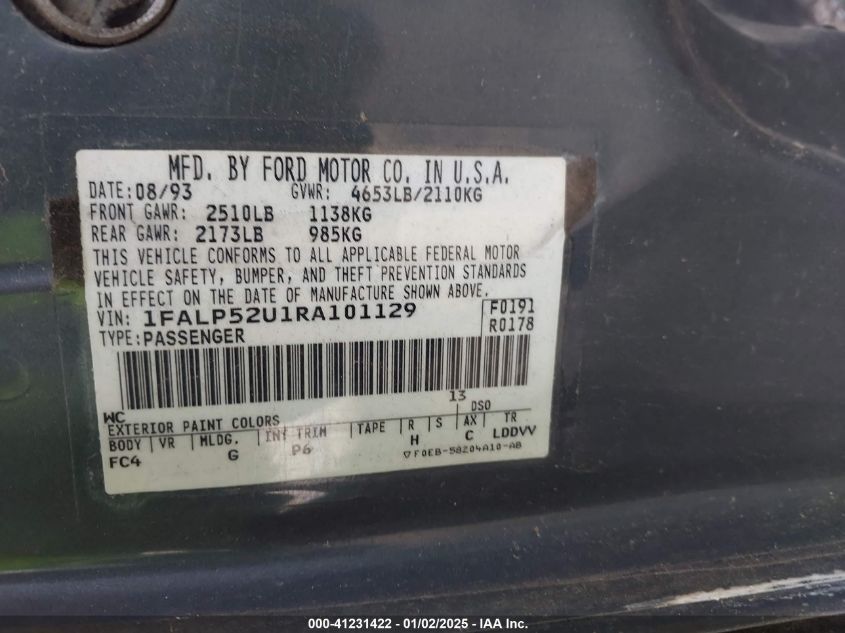 MFD. BY FORD MOTOR CO. IN U.S.A.
DATE: 08/93 GVWR: 4653LB/2110KG
FRONT GAWR: 2510LB 1138KG
REAR GAWR: 2173LB 985KG
THIS VEHICLE CONFORMS TO ALL APPLICABLE FEDERAL MOTOR
VEHICLE SAFETY, BUMPER, AND THEFT PREVENTION STANDARDS
IN EFFECT ON THE DATE OF MANUFACTURE SHOWN ABOVE.
VIN: 1FALP52U1RA101129 F0191
TYPE: PASSENGER R0178
13
WC DSO
EXTERIOR PAINT COLORS
BODY VR MLDG. INT TRIM TAPE R S AX TR
FC4 G P6 H C LDDVV
▽F0EB-58204A10-AB
000-41231422 01/02/2025 - IAA Inc.